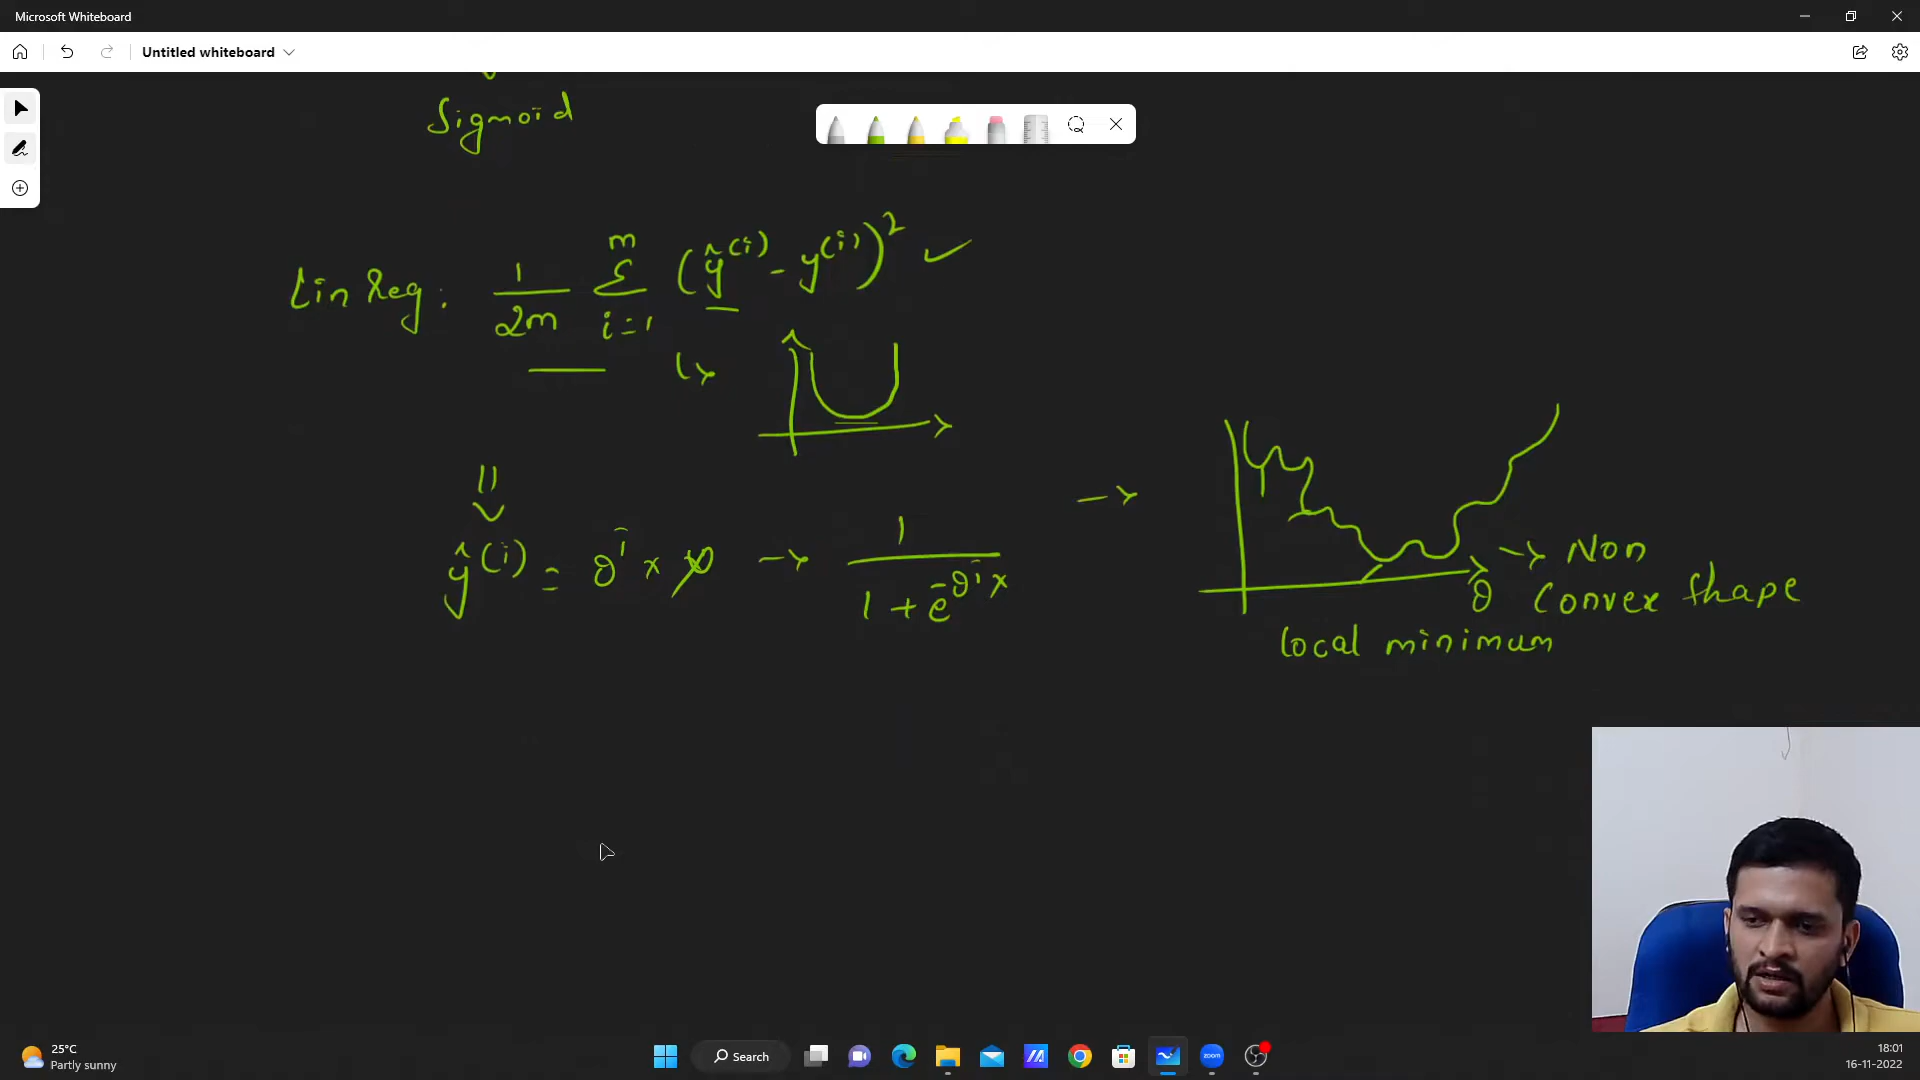 Microsoft Whiteboard
Untitled whiteboard
Sigmoid
Lin Reg : 1/2m Σ i=1 m (ŷ^(i) - y^(i))^2 ✓
ŷ^(i) = θ^T x → 1/(1 + e^-θ^T x)
θ
→ Non
Convex shape
local minimum
25°C
Partly sunny
Search
zoom
18:01
16-11-2022